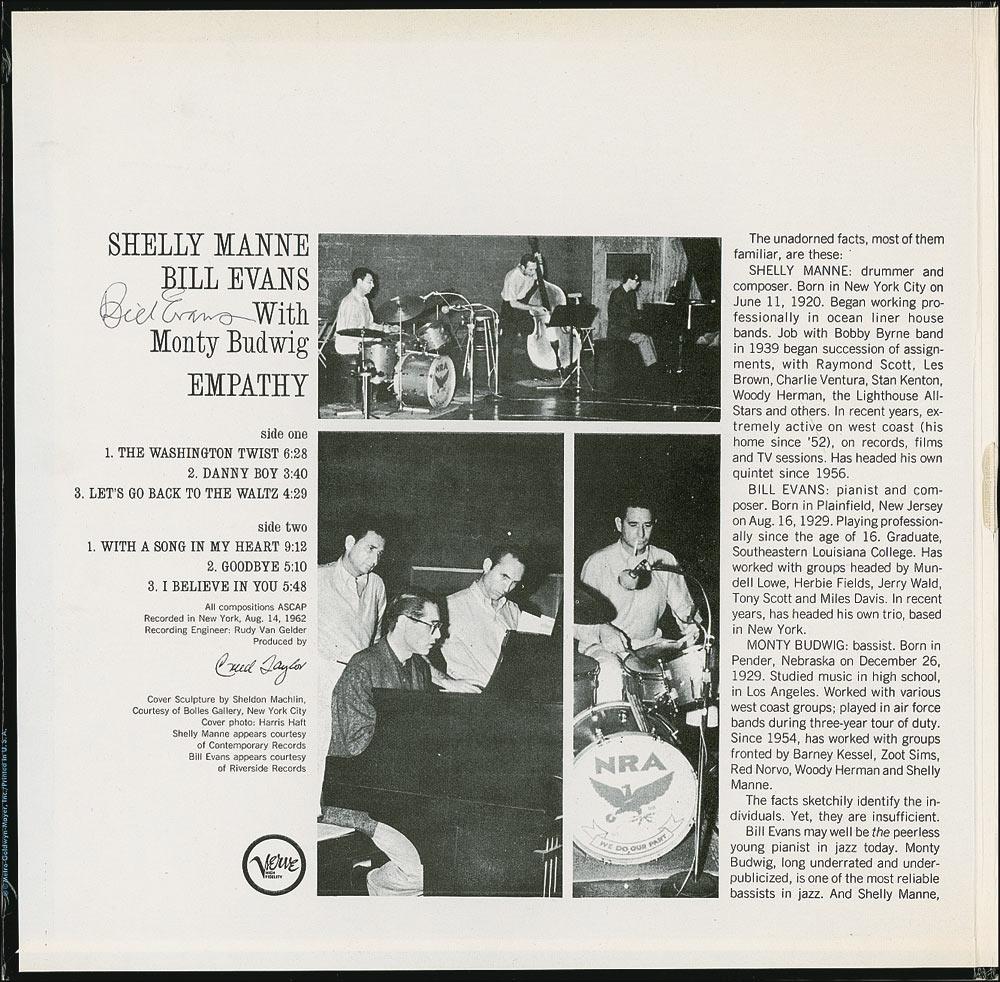 SHELLY MANNE
BILL EVANS
Bill Evans
With
Monty Budwig
EMPATHY
side one
1. THE WASHINGTON TWIST 6:28
2. DANNY BOY 3:40
3. LET'S GO BACK TO THE WALTZ 4:29
side two
1. WITH A SONG IN MY HEART 9:12
2. GOODBYE 5:10
3. I BELIEVE IN YOU 5:48
All compositions ASCAP
Recorded in New York, Aug. 14, 1962
Recording Engineer: Rudy Van Gelder
Produced by
Creed Taylor
Cover Sculpture by Sheldon Machlin,
Courtesy of Bolles Gallery, New York City
Cover photo: Harris Haft
Shelly Manne appears courtesy
of Contemporary Records
Bill Evans appears courtesy
of Riverside Records
Verve
HIGH
FIDELITY
NRA
NRA
WE DO OUR PART
The unadorned facts, most of them
familiar, are these:
SHELLY MANNE: drummer and
composer. Born in New York City on
June 11, 1920. Began working pro-
fessionally in ocean liner house
bands. Job with Bobby Byrne band
in 1939 began succession of assign-
ments, with Raymond Scott, Les
Brown, Charlie Ventura, Stan Kenton,
Woody Herman, the Lighthouse All-
Stars and others. In recent years, ex-
tremely active on west coast (his
home since '52), on records, films
and TV sessions. Has headed his own
quintet since 1956.
BILL EVANS: pianist and com-
poser. Born in Plainfield, New Jersey
on Aug. 16, 1929. Playing profession-
ally since the age of 16. Graduate,
Southeastern Louisiana College. Has
worked with groups headed by Mun-
dell Lowe, Herbie Fields, Jerry Wald,
Tony Scott and Miles Davis. In recent
years, has headed his own trio, based
in New York.
MONTY BUDWIG: bassist. Born in
Pender, Nebraska on December 26,
1929. Studied music in high school,
in Los Angeles. Worked with various
west coast groups; played in air force
bands during three-year tour of duty.
Since 1954, has worked with groups
fronted by Barney Kessel, Zoot Sims,
Red Norvo, Woody Herman and Shelly
Manne.
The facts sketchily identify the in-
dividuals. Yet, they are insufficient.
Bill Evans may well be the peerless
young pianist in jazz today. Monty
Budwig, long underrated and under-
publicized, is one of the most reliable
bassists in jazz. And Shelly Manne,
Metro-Goldwyn-Mayer, Inc./Printed in U.S.A.